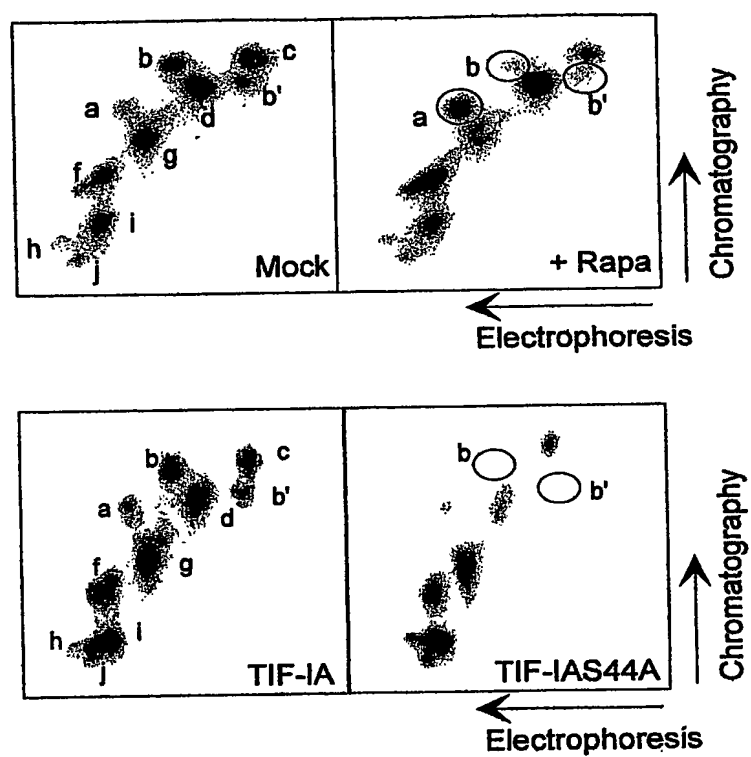 b
c
b'
a
d
g
f
i
h
j
Mock
b
b'
a
+ Rapa
Chromatography
Electrophoresis
b
c
b'
a
d
g
f
i
h
j
TIF-IA
b
b'
TIF-IAS44A
Chromatography
Electrophoresis